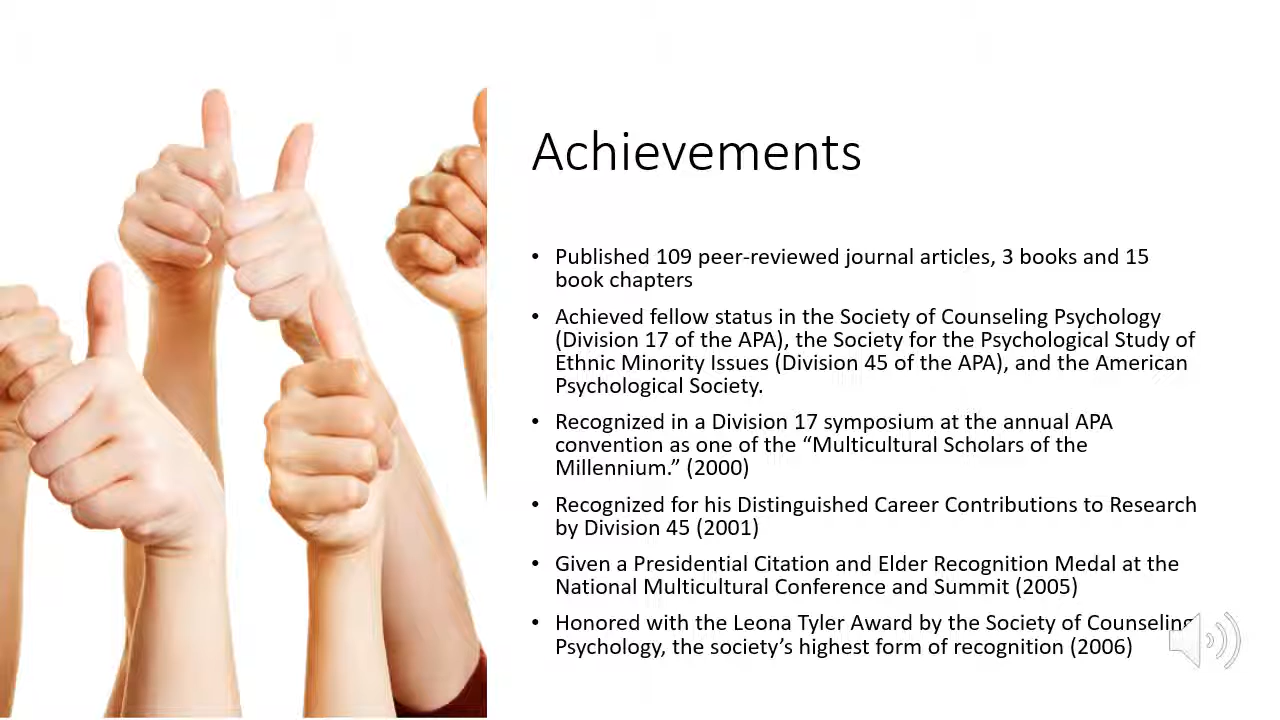 Achievements
• Published 109 peer-reviewed journal articles, 3 books and 15
book chapters
• Achieved fellow status in the Society of Counseling Psychology
(Division 17 of the APA), the Society for the Psychological Study of
Ethnic Minority Issues (Division 45 of the APA), and the American
Psychological Society.
• Recognized in a Division 17 symposium at the annual APA
convention as one of the “Multicultural Scholars of the
Millennium.” (2000)
• Recognized for his Distinguished Career Contributions to Research
by Division 45 (2001)
• Given a Presidential Citation and Elder Recognition Medal at the
National Multicultural Conference and Summit (2005)
• Honored with the Leona Tyler Award by the Society of Counseling
Psychology, the society’s highest form of recognition (2006)